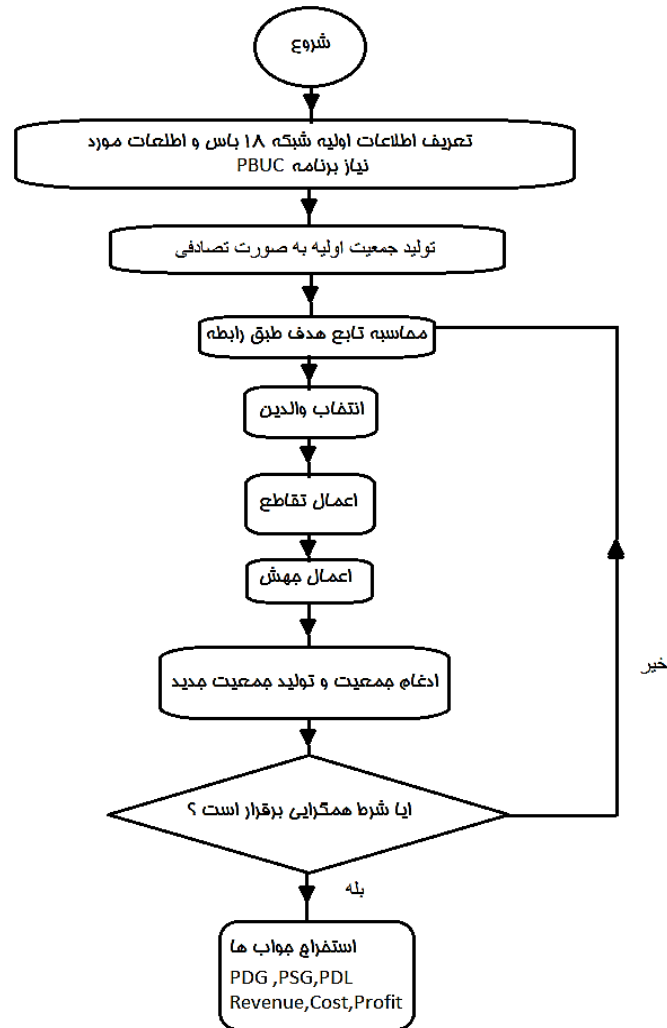 شروع
تعریف اطلاعات اولیه شبکه ۱۸ باس و اطلعات مورد
نیاز برنامه PBUC
تولید جمعیت اولیه به صورت تصادفی
محاسبه تابع هدف طبق رابطه
انتخاب والدین
اعمال تقاطع
اعمال جهش
ادغام جمعیت و تولید جمعیت جدید
خیر
ایا شرط همگرایی برقرار است ؟
بله
استخراج جواب ها
PDG ,PSG,PDL
Revenue,Cost,Profit